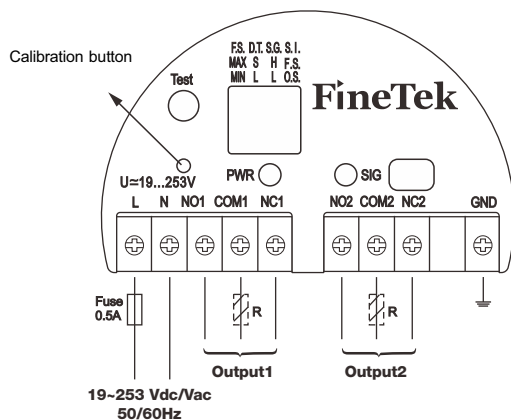 Calibration button
F.S. D.T. S.G. S.I.
MAX S H F.S.
MIN L L O.S.
Test
FineTek
PWR
SIG
U≃19...253V
L N NO1 COM1 NC1 NO2 COM2 NC2 GND
Fuse
0.5A
R
R
Output1
Output2
19~253 Vdc/Vac
50/60Hz